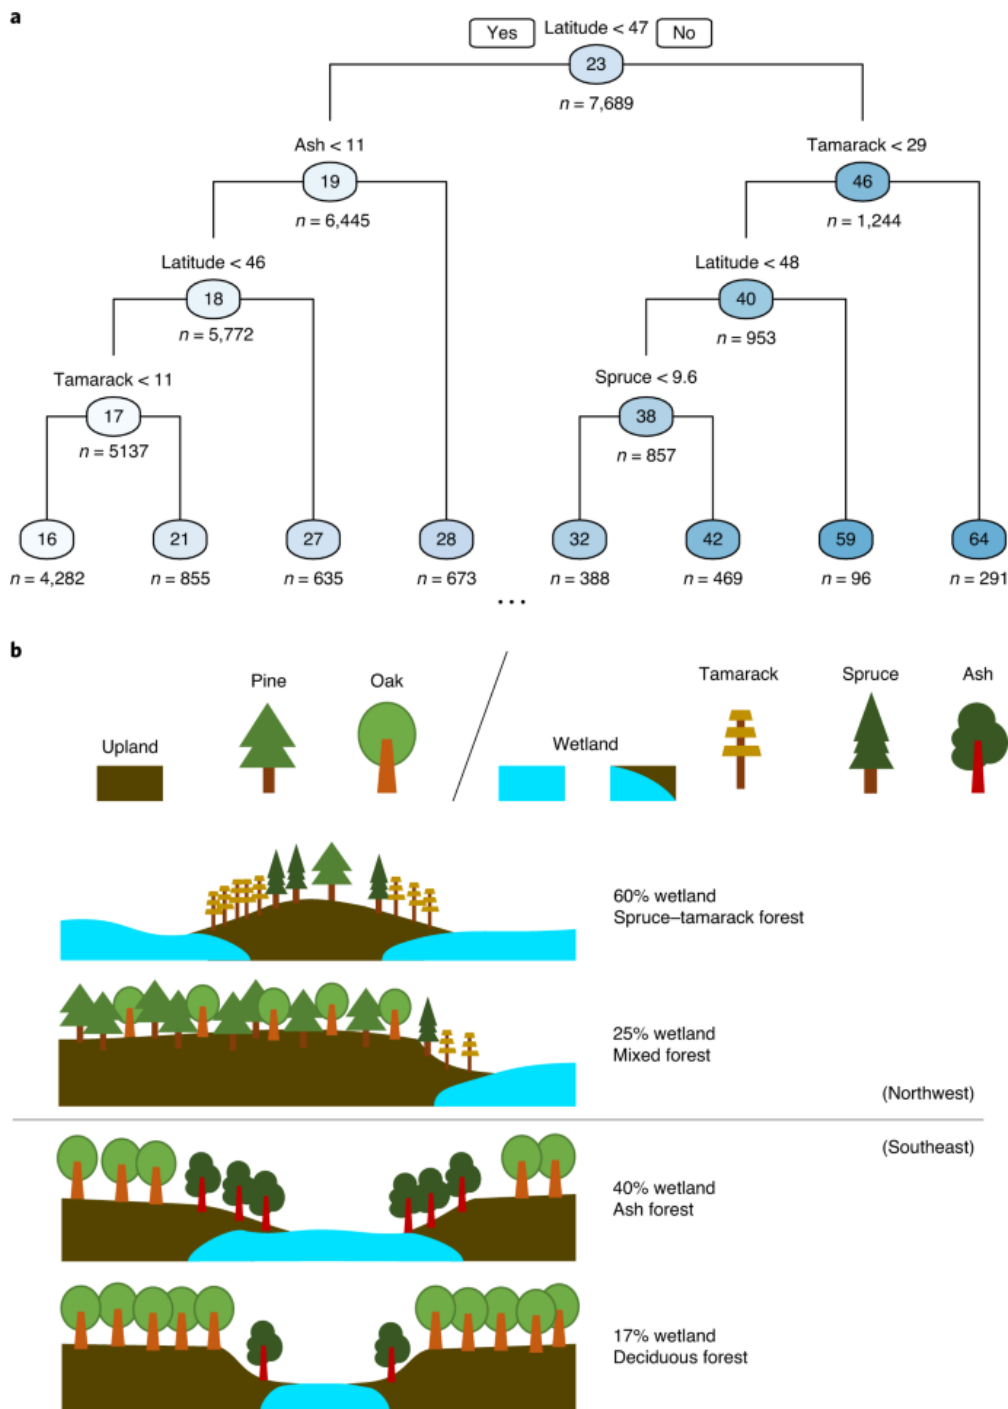 a
Yes Latitude < 47 No
23
n = 7,689
Ash < 11 Tamarack < 29
19 46
n = 6,445 n = 1,244
Latitude < 46 Latitude < 48
18 40
n = 5,772 n = 953
Tamarack < 11 Spruce < 9.6
17 38
n = 5137 n = 857
16 21 27 28 32 42 59 64
n = 4,282 n = 855 n = 635 n = 673 n = 388 n = 469 n = 96 n = 291
...
b
Pine Oak Tamarack Spruce Ash
Upland Wetland
60% wetland
Spruce–tamarack forest
25% wetland
Mixed forest
(Northwest)
(Southeast)
40% wetland
Ash forest
17% wetland
Deciduous forest